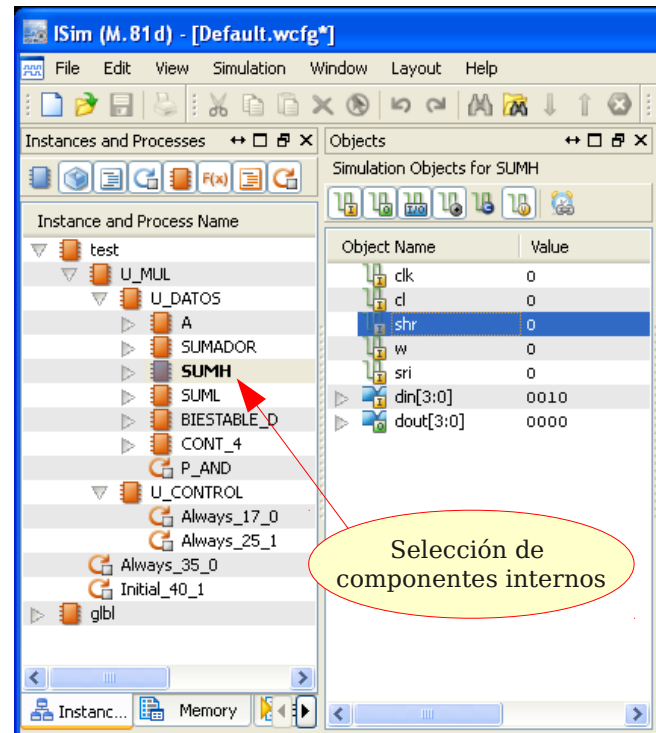 ISim (M.81d) - [Default.wcfg*]
File Edit View Simulation Window Layout Help
Instances and Processes
F(x)
Instance and Process Name
test
U_MUL
U_DATOS
A
SUMADOR
SUMH
SUML
BIESTABLE_D
CONT_4
P_AND
U_CONTROL
Always_17_0
Always_25_1
Always_35_0
Initial_40_1
glbl
Instanc... Memory
Objects
Simulation Objects for SUMH
I/O
Object Name Value
clk 0
cl 0
shr 0
w 0
sri 0
din[3:0] 0010
dout[3:0] 0000
Selección de
componentes internos